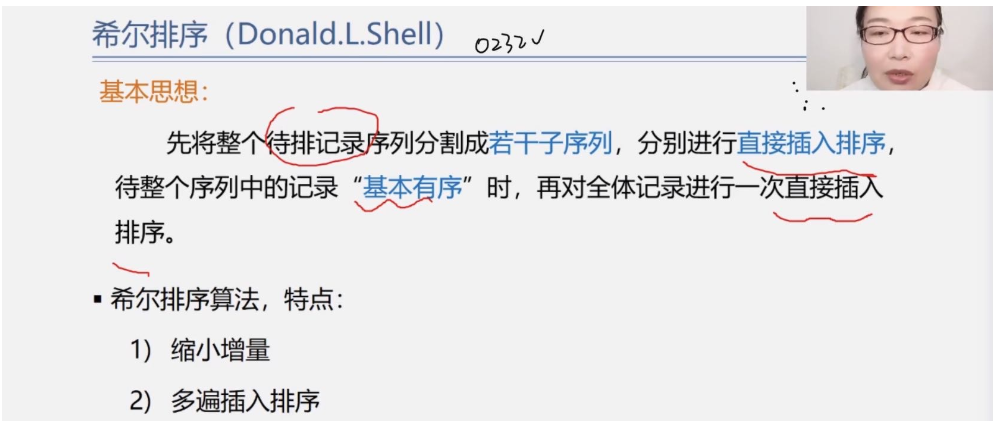 希尔排序（Donald.L.Shell） 0232√
基本思想：
先将整个待排记录序列分割成若干子序列，分别进行直接插入排序，
待整个序列中的记录“基本有序”时，再对全体记录进行一次直接插入
排序。
▪ 希尔排序算法，特点：
1) 缩小增量
2) 多遍插入排序